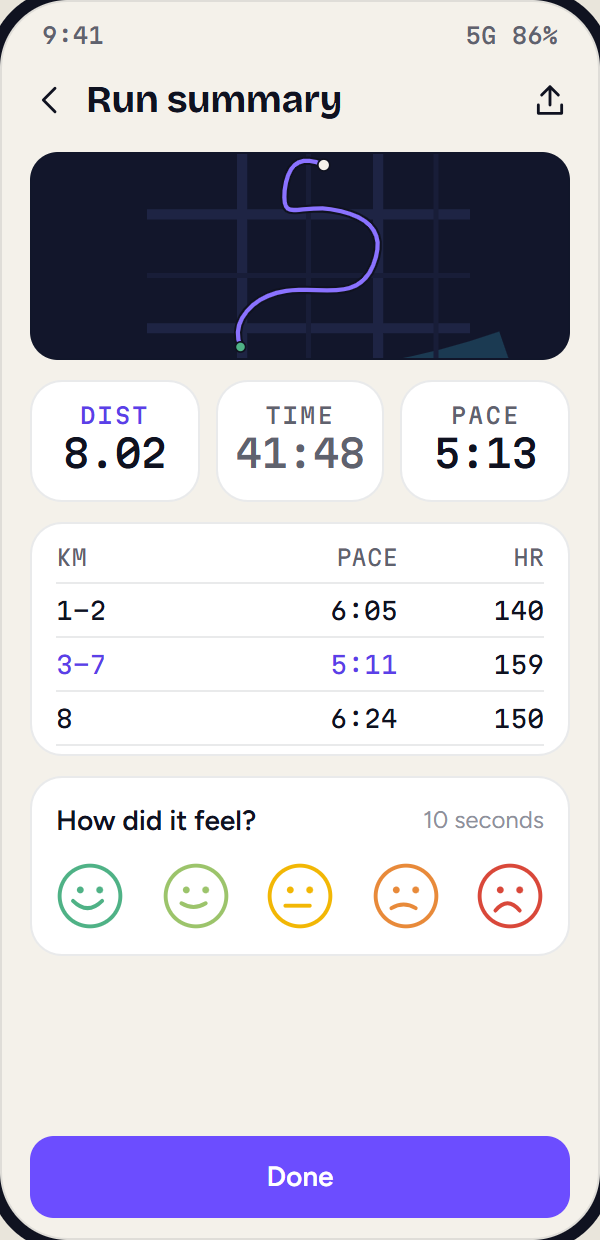 9:41 5G 86%
Run summary
DIST TIME PACE
8.02 41:48 5:13
KM PACE HR
1–2 6:05 140
3–7 5:11 159
8 6:24 150
How did it feel? 10 seconds
Done